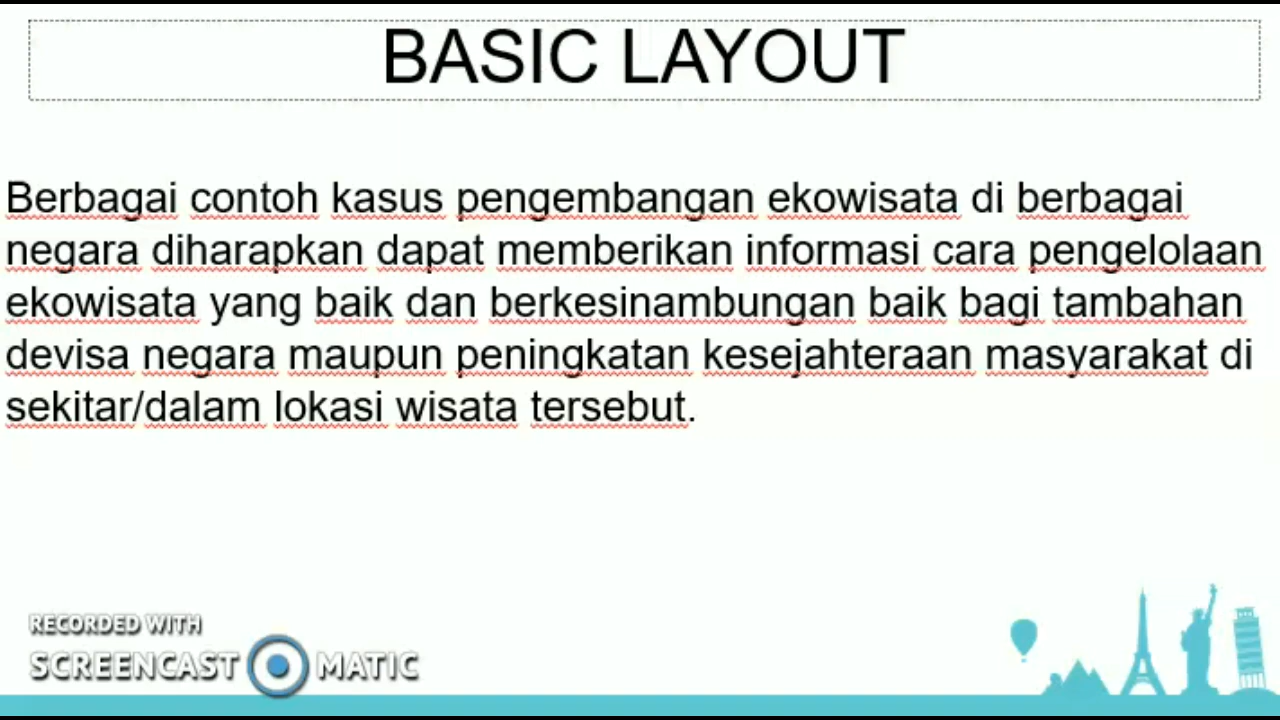 BASIC LAYOUT
Berbagai contoh kasus pengembangan ekowisata di berbagai
negara diharapkan dapat memberikan informasi cara pengelolaan
ekowisata yang baik dan berkesinambungan baik bagi tambahan
devisa negara maupun peningkatan kesejahteraan masyarakat di
sekitar/dalam lokasi wisata tersebut.
RECORDED WITH
SCREENCAST MATIC